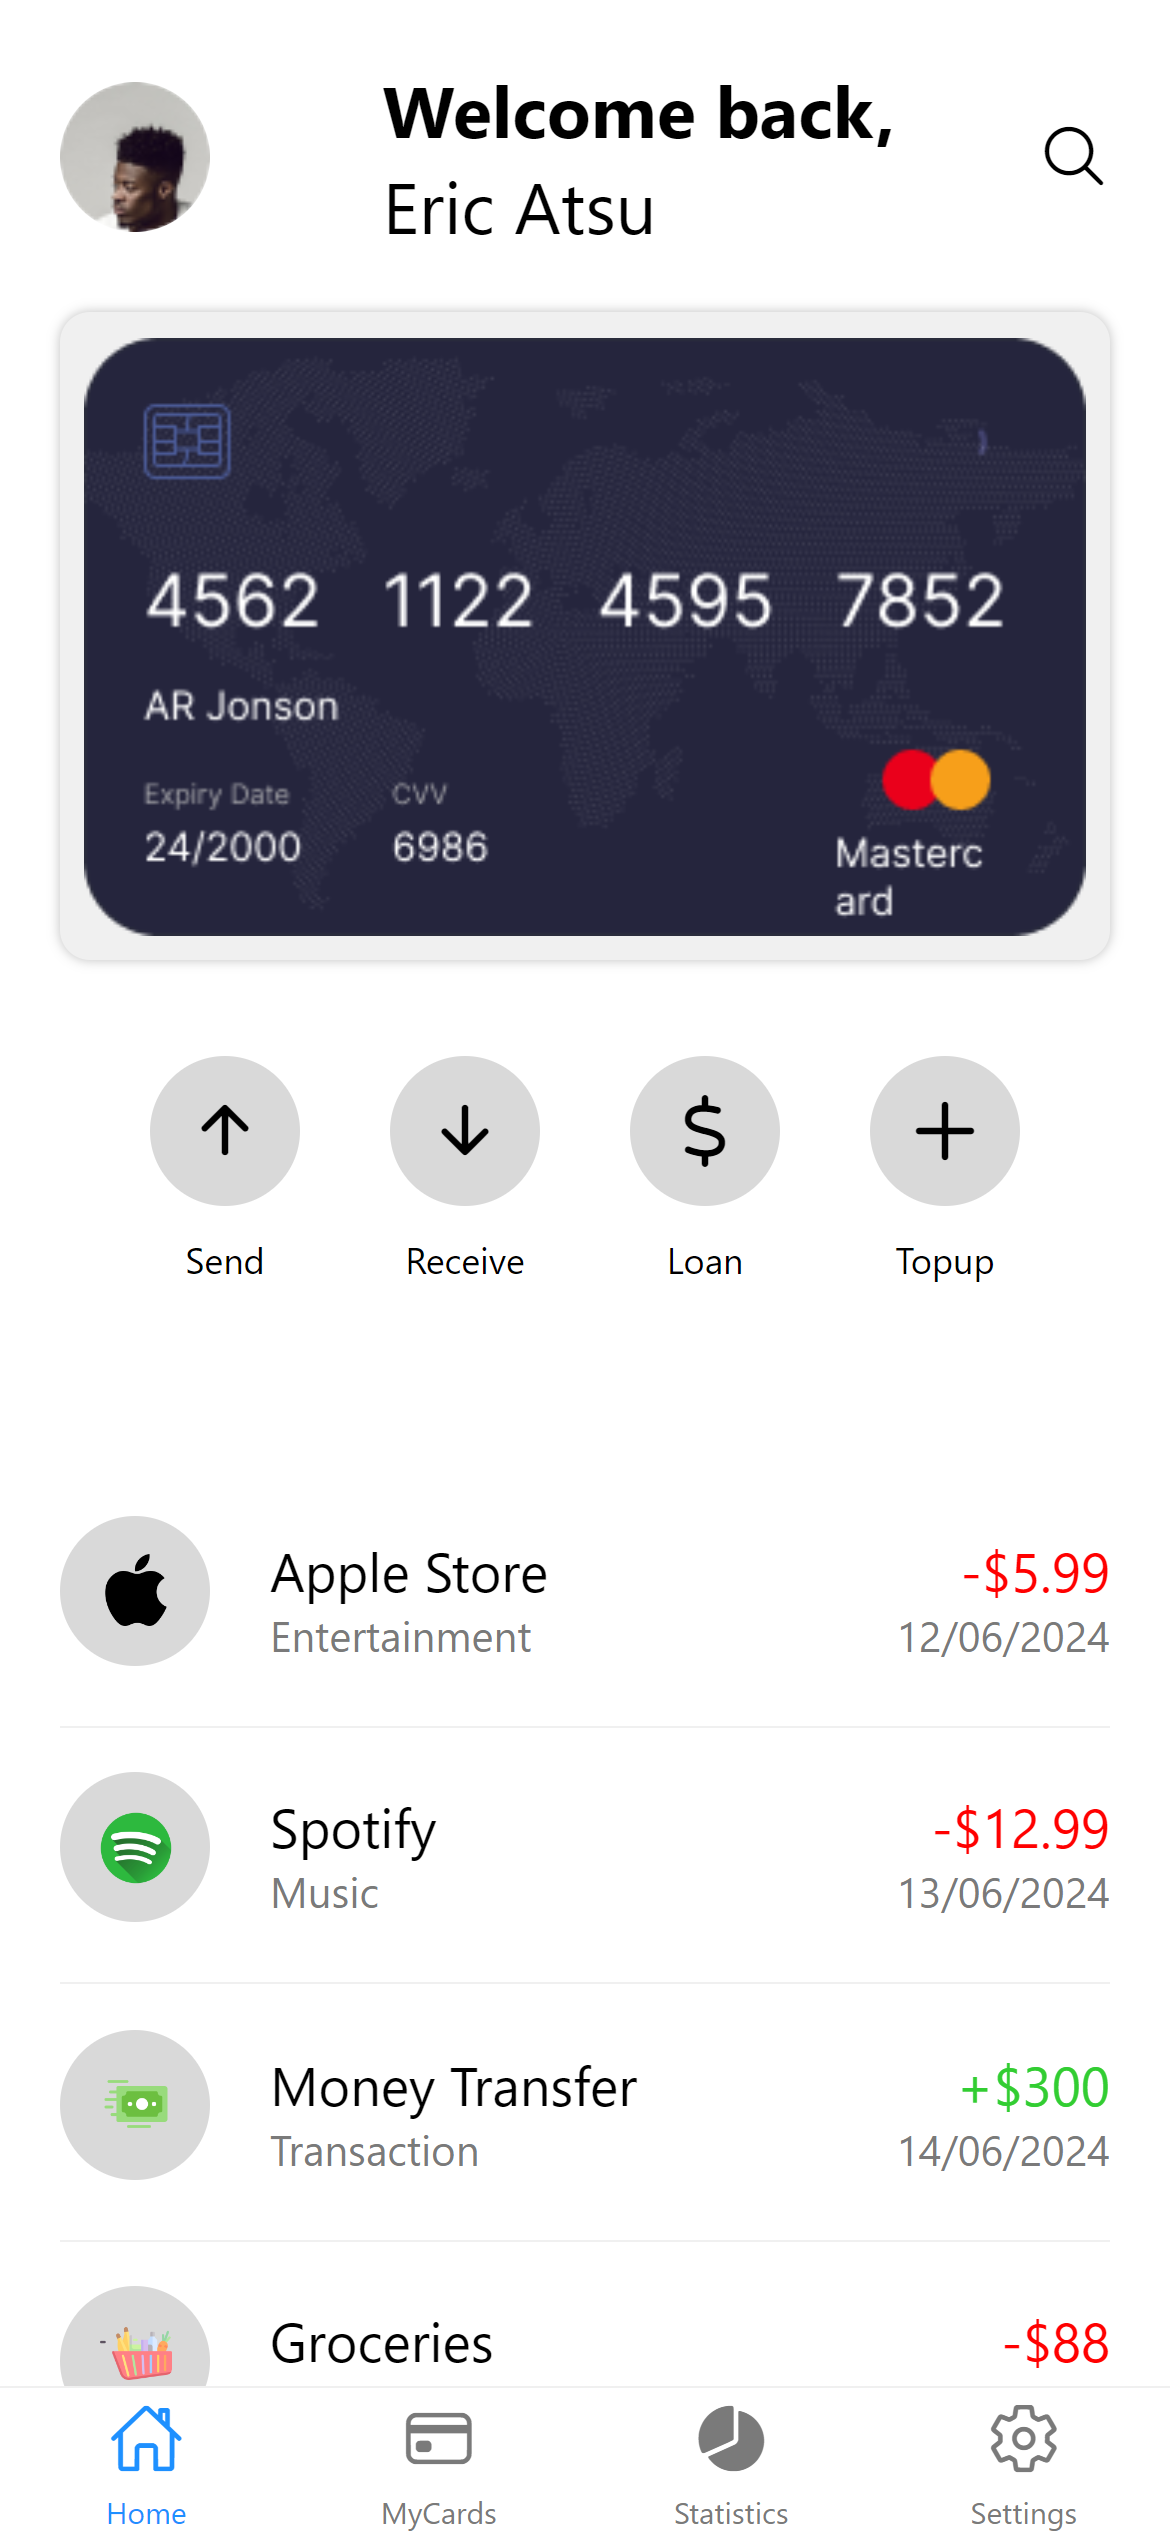 Welcome back,
Eric Atsu
4562 1122 4595 7852
AR Jonson
Expiry Date CVV
24/2000 6986
Masterc
ard
Send Receive Loan Topup
Apple Store -$5.99
Entertainment 12/06/2024
Spotify -$12.99
Music 13/06/2024
Money Transfer +$300
Transaction 14/06/2024
Groceries -$88
Home MyCards Statistics Settings